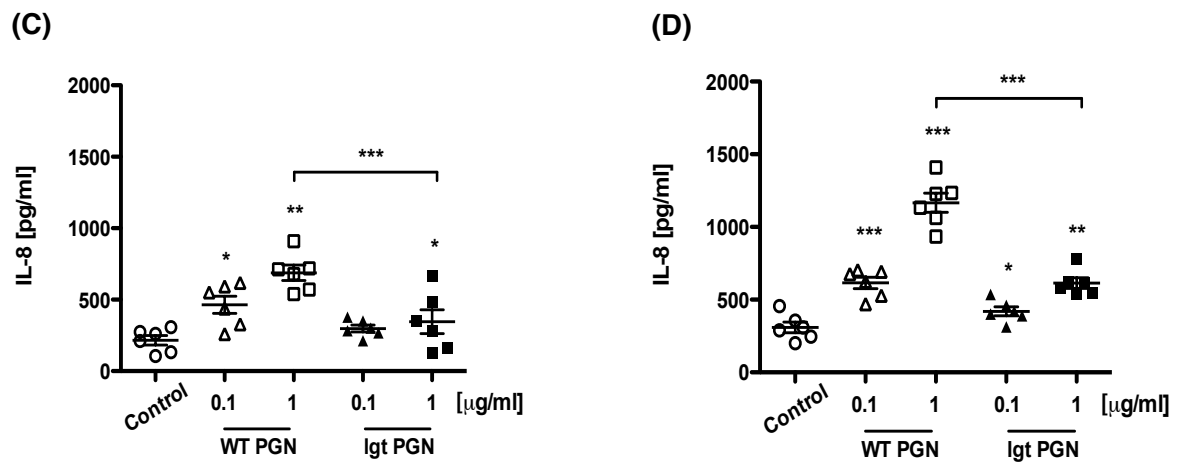 (C)
2000
1500
1000
500
0
IL-8 [pg/ml]
*
**
***
*
Control
0.1
1
0.1
1
[μg/ml]
WT PGN
lgt PGN
(D)
2000
1500
1000
500
0
IL-8 [pg/ml]
***
***
***
*
**
Control
0.1
1
0.1
1
[μg/ml]
WT PGN
lgt PGN